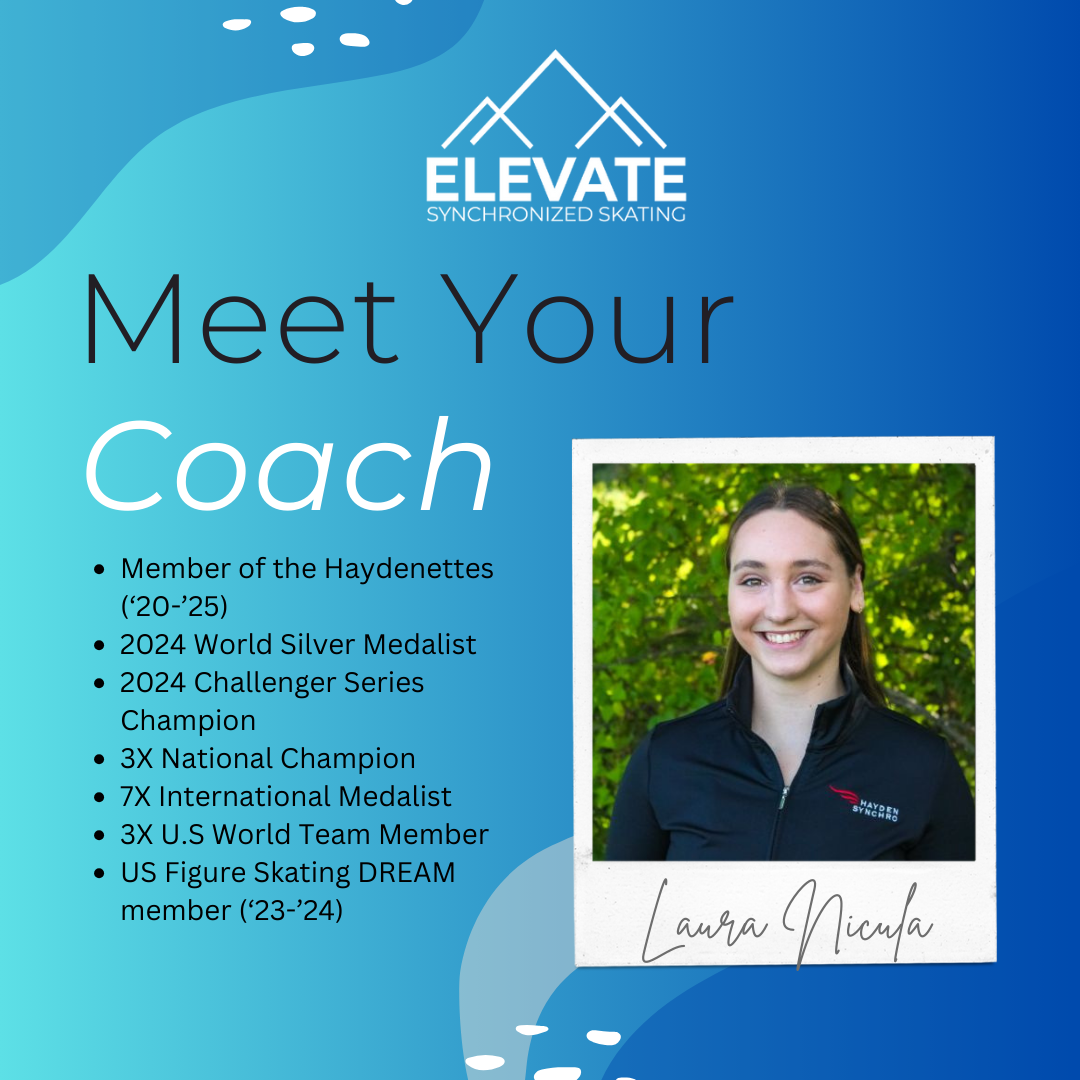 ELEVATE
SYNCHRONIZED SKATING
Meet Your
Coach
• Member of the Haydenettes
(‘20-’25)
• 2024 World Silver Medalist
• 2024 Challenger Series
Champion
• 3X National Champion
• 7X International Medalist
• 3X U.S World Team Member
• US Figure Skating DREAM
member (‘23-’24)
HAYDEN
SYNCHRO
Laura Nicula